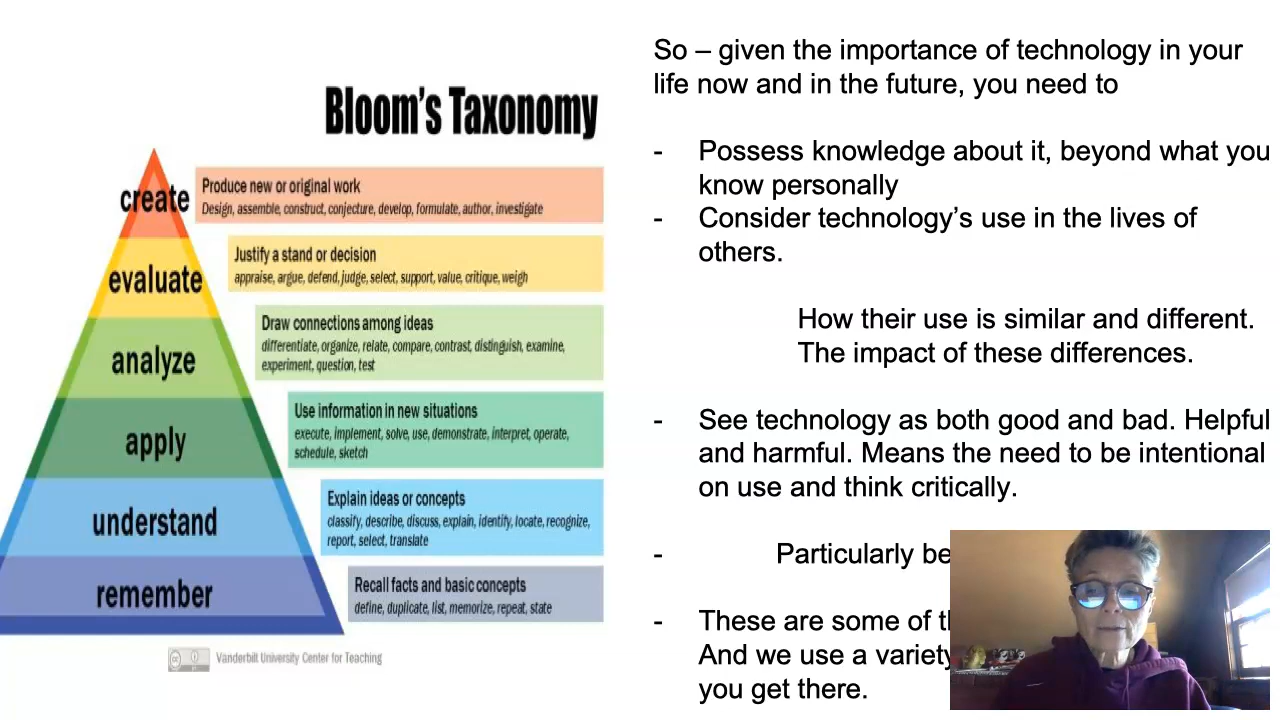 Bloom's Taxonomy
create
Produce new or original work
Design, assemble, construct, conjecture, develop, formulate, author, investigate
evaluate
Justify a stand or decision
appraise, argue, defend, judge, select, support, value, critique, weigh
analyze
Draw connections among ideas
differentiate, organize, relate, compare, contrast, distinguish, examine,
experiment, question, test
apply
Use information in new situations
execute, implement, solve, use, demonstrate, interpret, operate,
schedule, sketch
understand
Explain ideas or concepts
classify, describe, discuss, explain, identify, locate, recognize,
report, select, translate
remember
Recall facts and basic concepts
define, duplicate, list, memorize, repeat, state
Vanderbilt University Center for Teaching
So – given the importance of technology in your
life now and in the future, you need to
- Possess knowledge about it, beyond what you
know personally
- Consider technology's use in the lives of
others.
How their use is similar and different.
The impact of these differences.
- See technology as both good and bad. Helpful
and harmful. Means the need to be intentional
on use and think critically.
- Particularly
- These are some of
And we use a variety
you get there.